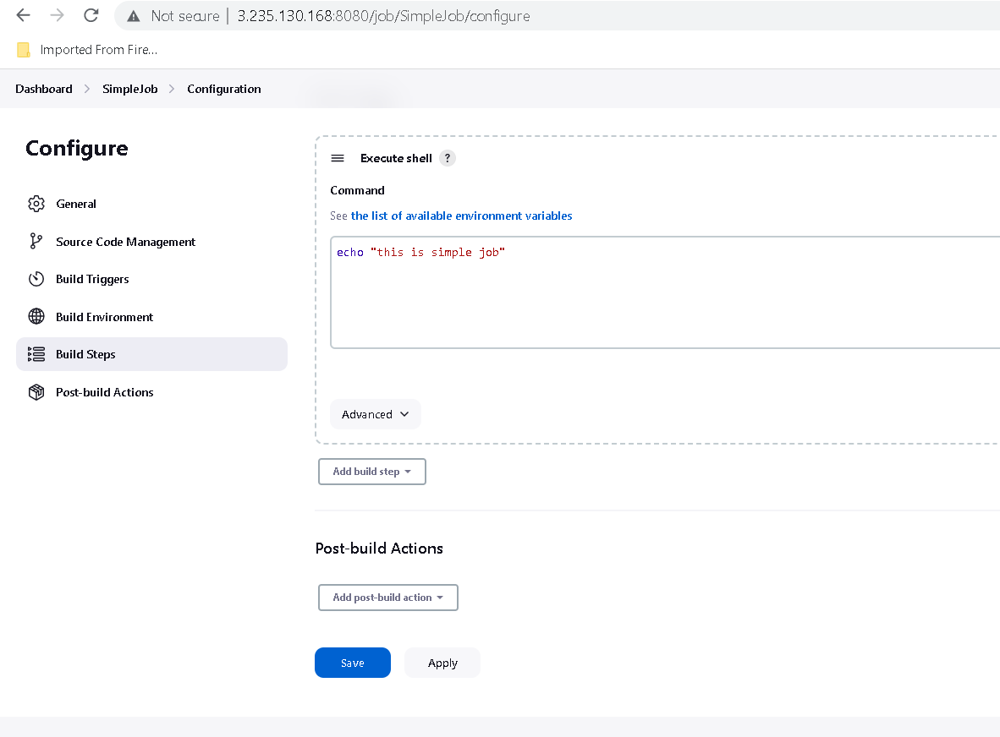 Not secure | 3.235.130.168:8080/job/SimpleJob/configure
Imported From Fire...
Dashboard > SimpleJob > Configuration
Configure
General
Source Code Management
Build Triggers
Build Environment
Build Steps
Post-build Actions
Execute shell ?
Command
See the list of available environment variables
echo "this is simple job"
Advanced
Add build step
Post-build Actions
Add post-build action
Save
Apply